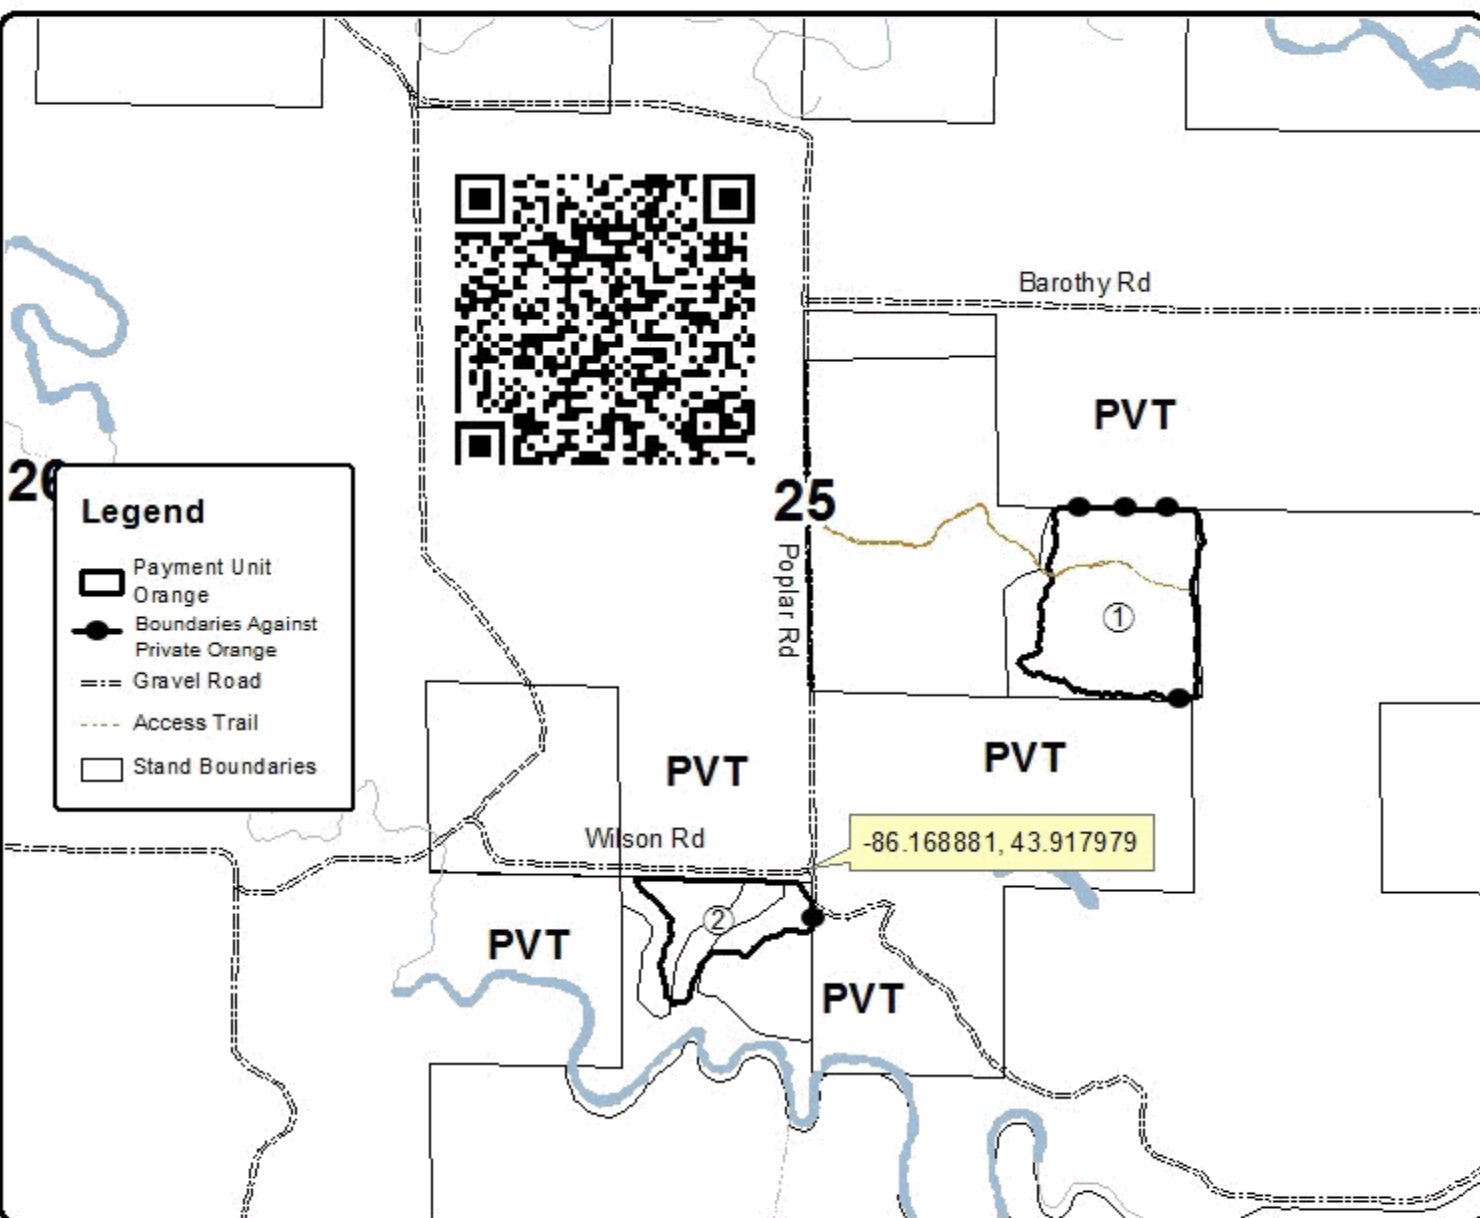 Barothy Rd
PVT
26
25
Legend
Payment Unit
Orange
Boundaries Against
Private Orange
Gravel Road
Access Trail
Stand Boundaries
Poplar Rd
1
PVT
PVT
Wilson Rd
-86.168881, 43.917979
2
PVT
PVT